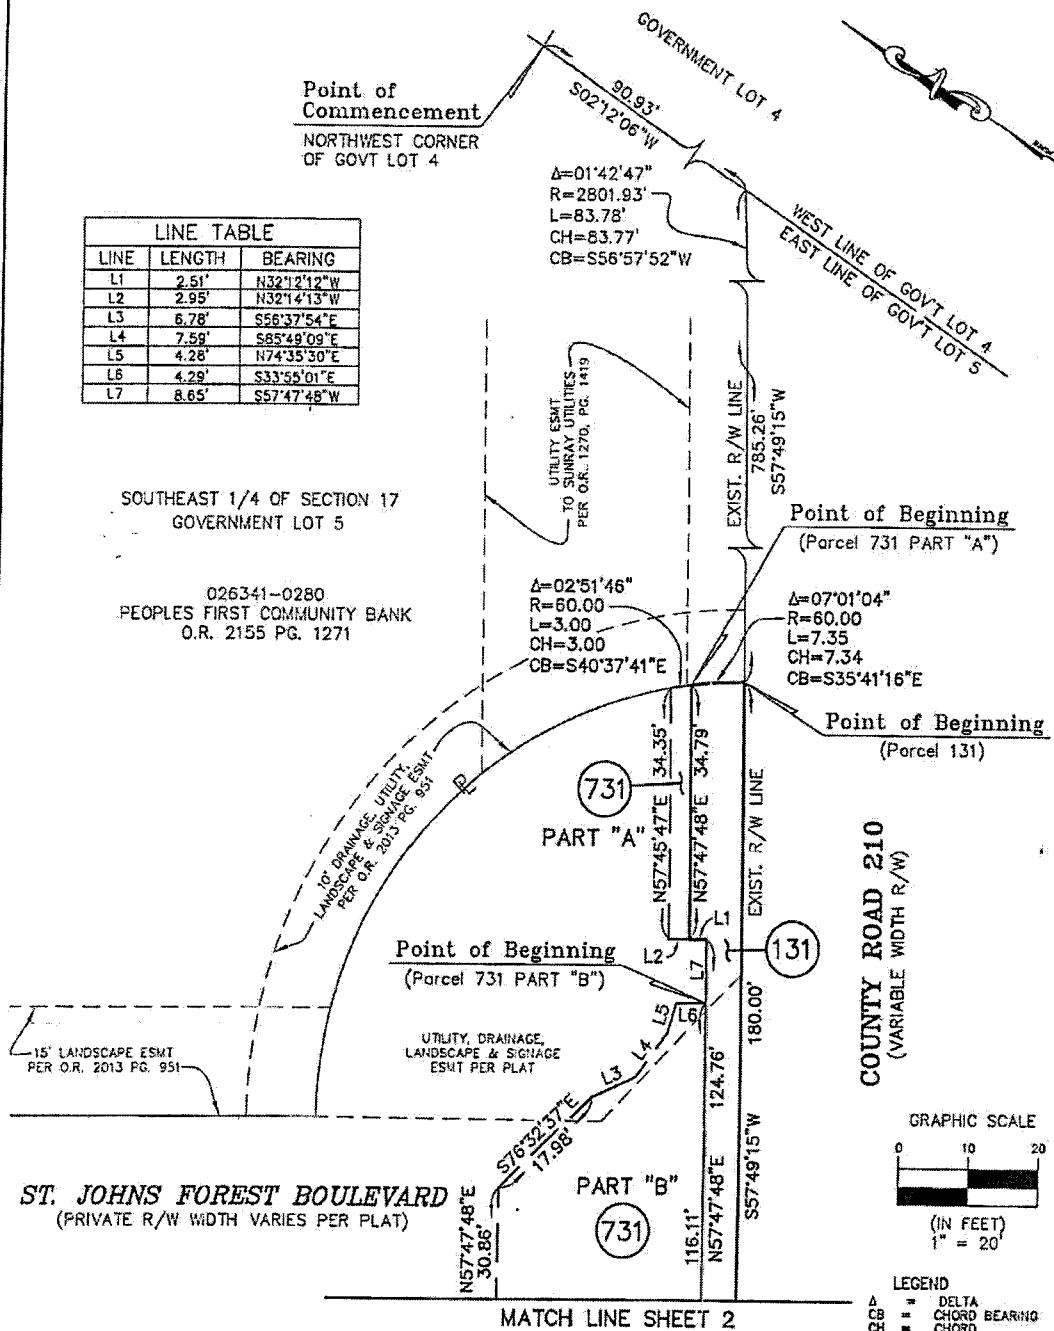 GOVERNMENT LOT 4
Point of
Commencement
NORTHWEST CORNER
OF GOVT LOT 4
90.93'
S02°12'06"W
Δ=01°42'47"
R=2801.93'
L=83.78'
CH=83.77'
CB=S56°57'52"W
WEST LINE OF GOV'T LOT 4
EAST LINE OF GOV'T LOT 5
LINE TABLE
LINE LENGTH BEARING
L1 2.51' N32°12'12"W
L2 2.95' N32°14'13"W
L3 6.78' S56°37'54"E
L4 7.59' S85°49'09"E
L5 4.28' N74°35'30"E
L6 4.29' S33°55'01"E
L7 8.65' S57°47'48"W
UTILITY ESMT
TO SUNRAY UTILITIES
PER O.R. 1270, PG. 1419
EXIST. R/W LINE
785.26'
S57°49'15"W
SOUTHEAST 1/4 OF SECTION 17
GOVERNMENT LOT 5
026341-0280
PEOPLES FIRST COMMUNITY BANK
O.R. 2155 PG. 1271
Point of Beginning
(Parcel 731 PART "A")
Δ=02°51'46"
R=60.00
L=3.00
CH=3.00
CB=S40°37'41"E
Δ=07°01'04"
R=60.00
L=7.35
CH=7.34
CB=S35°41'16"E
Point of Beginning
(Parcel 131)
10' DRAINAGE, UTILITY,
LANDSCAPE & SIGNAGE ESMT
PER O.R. 2013 PG. 951
731
PART "A"
N57°45'47"E 34.35'
N57°47'48"E 34.79'
EXIST. R/W LINE
COUNTY ROAD 210
(VARIABLE WIDTH R/W)
L1
L2
L7
131
Point of Beginning
(Parcel 731 PART "B")
L6
L5
L4
L3
15' LANDSCAPE ESMT
PER O.R. 2013 PG. 951
UTILITY, DRAINAGE,
LANDSCAPE & SIGNAGE
ESMT PER PLAT
S76°32'37"E
17.98'
124.76'
180.00'
S57°49'15"W
N57°47'48"E
116.11'
N57°47'48"E
30.86'
PART "B"
731
ST. JOHNS FOREST BOULEVARD
(PRIVATE R/W WIDTH VARIES PER PLAT)
GRAPHIC SCALE
0 10 20
(IN FEET)
1" = 20'
MATCH LINE SHEET 2
LEGEND
Δ = DELTA
CB = CHORD BEARING
CH = CHORD